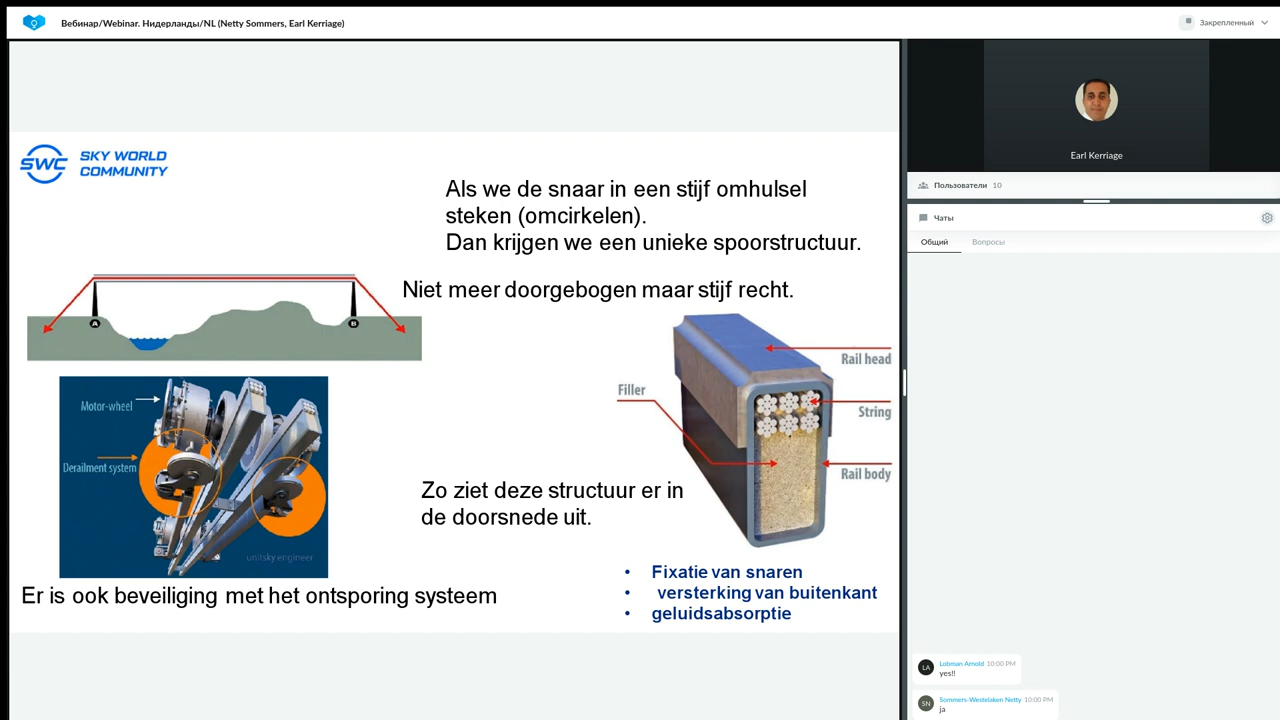 Вебинар/Webinar. Нидерланды/NL (Netty Sommers, Earl Kerriage)
Закрепленный
SWC
SKY WORLD
COMMUNITY
Als we de snaar in een stijf omhulsel
steken (omcirkelen).
Dan krijgen we een unieke spoorstructuur.
Niet meer doorgebogen maar stijf recht.
A
B
Rail head
Filler
String
Rail body
Motor-wheel
Derailment system
unitsky engineer
Zo ziet deze structuur er in
de doorsnede uit.
Er is ook beveiliging met het ontsporing systeem
• Fixatie van snaren
• versterking van buitenkant
• geluidsabsorptie
Earl Kerriage
Пользователи 10
Чаты
Общий Вопросы
LA Lobman Arnold 10:00 PM
yes!!
SN Sommers-Westelaken Netty 10:00 PM
ja